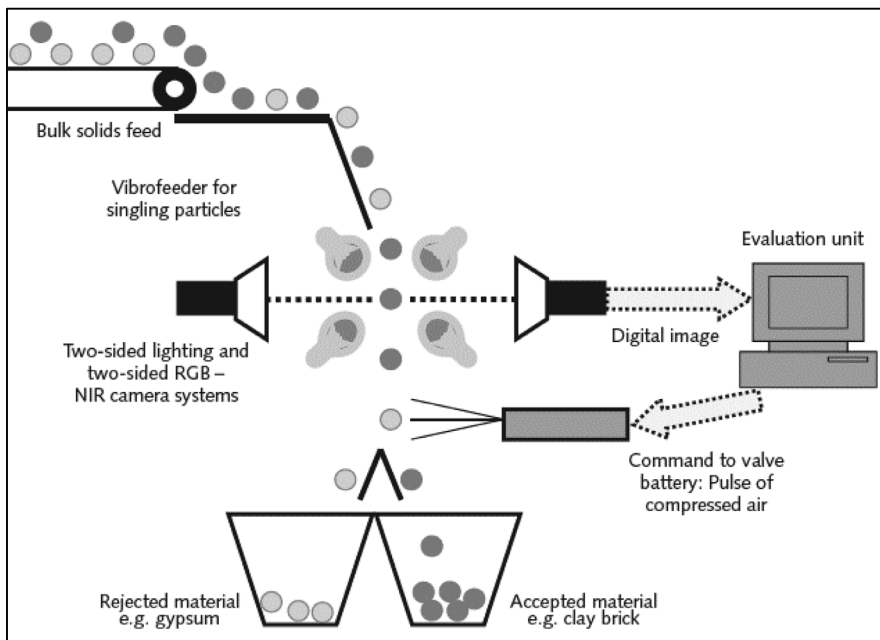 Bulk solids feed
Vibrofeeder for
singling particles
Evaluation unit
Digital image
Two-sided lighting and
two-sided RGB –
NIR camera systems
Command to valve
battery: Pulse of
compressed air
Rejected material
e.g. gypsum
Accepted material
e.g. clay brick